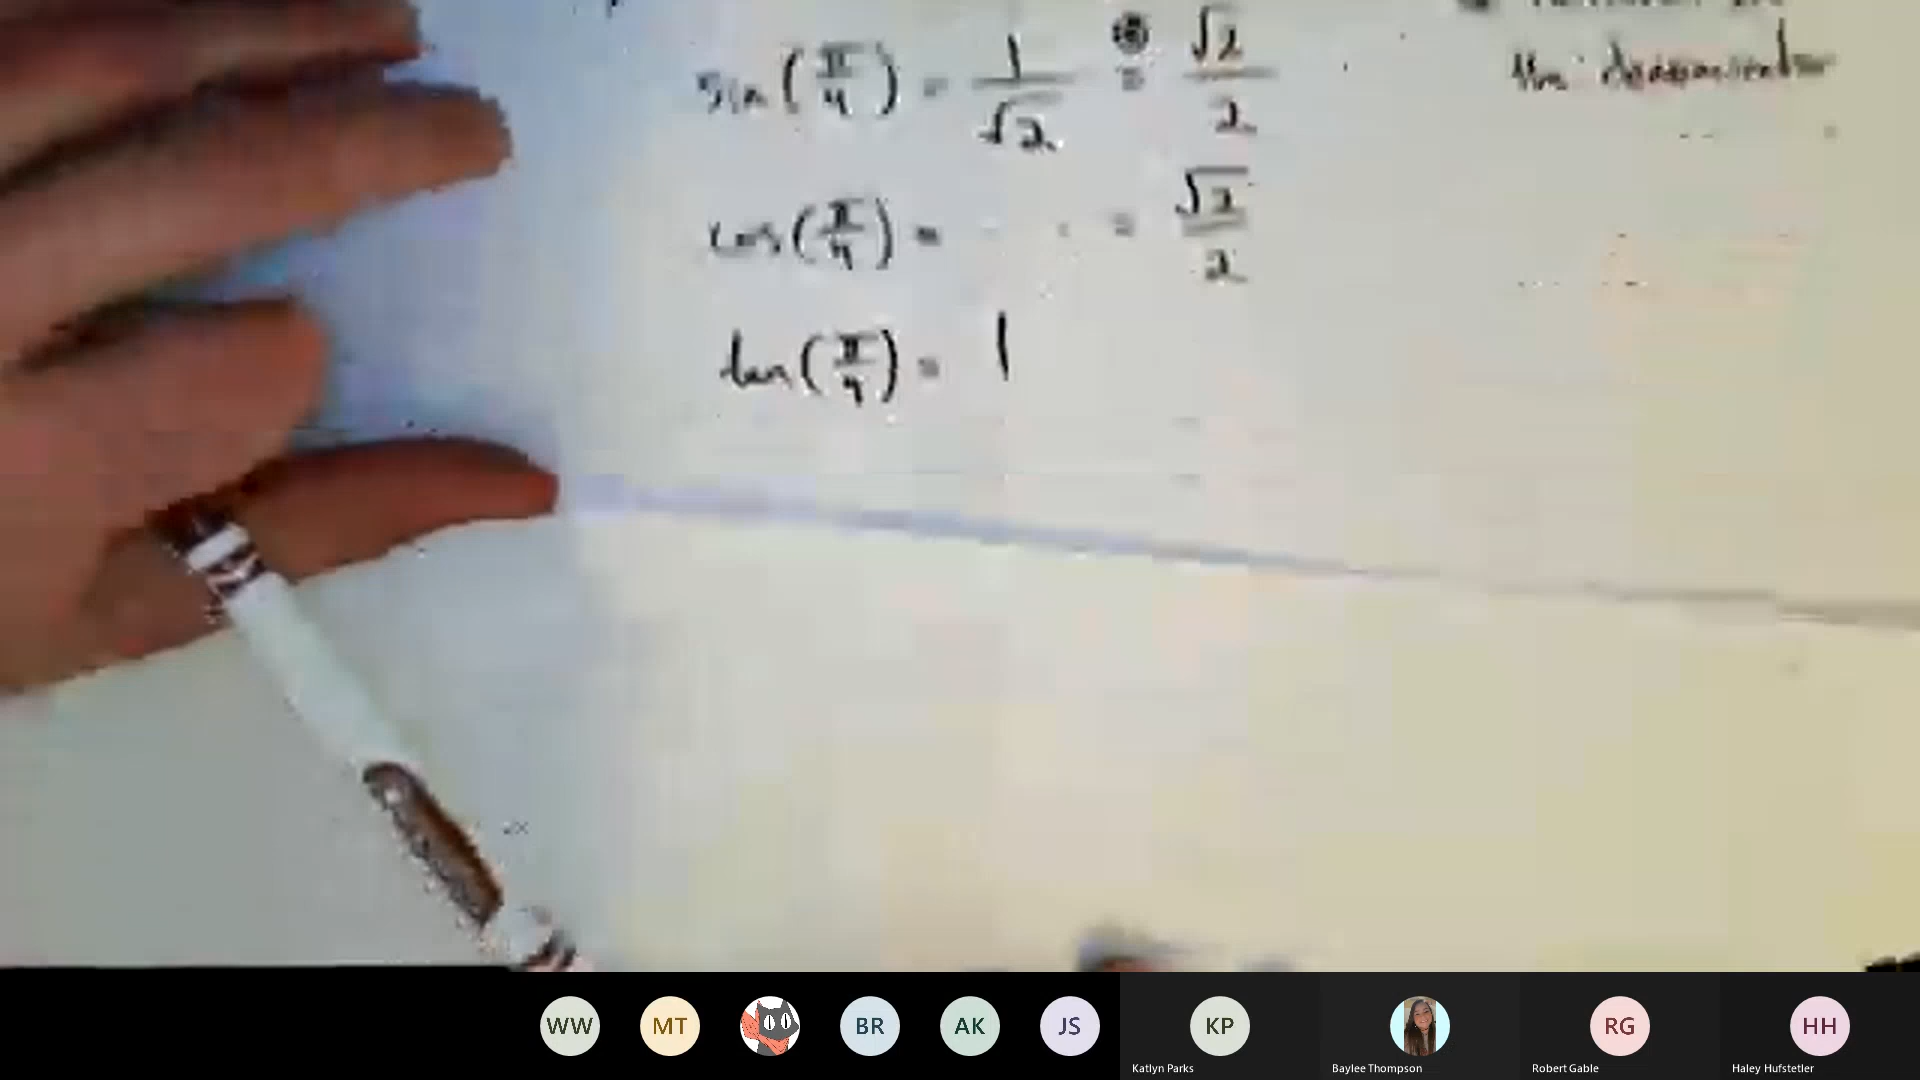 sin(π/4) = 1/√2 ⊛= √2/2
the denominator
cos(π/4) = = √2/2
tan(π/4) = 1
WW MT BR AK JS KP RG HH
Katlyn Parks Baylee Thompson Robert Gable Haley Hufstetler